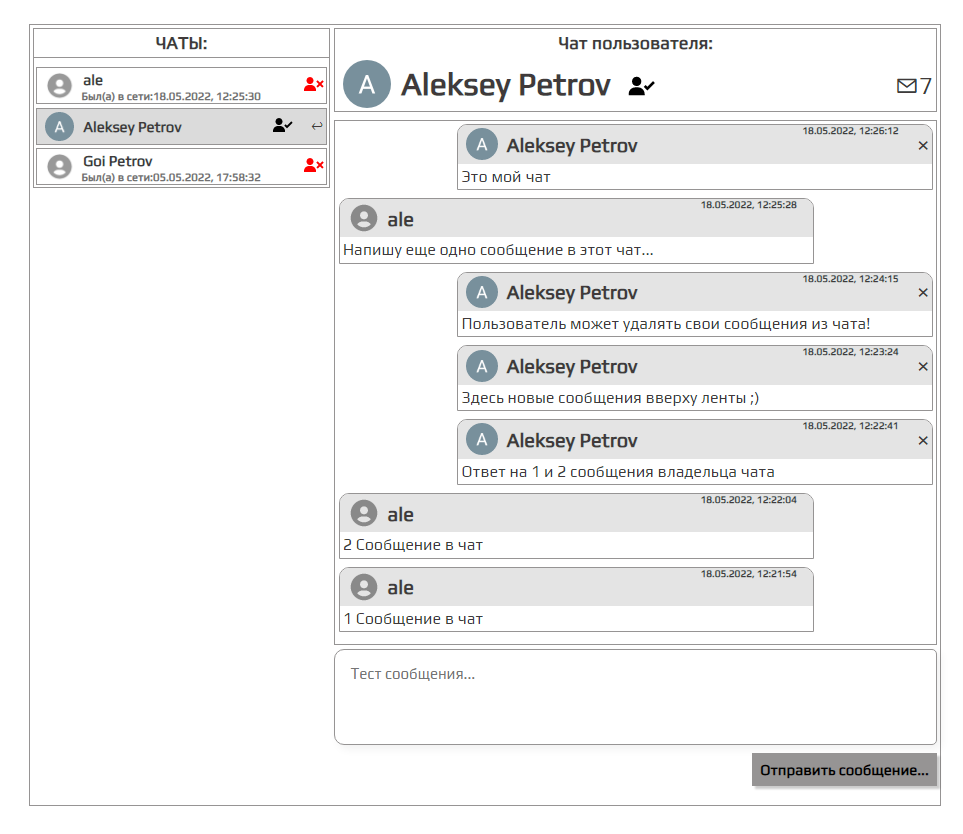 ЧАТЫ:
ale
Был(а) в сети:18.05.2022, 12:25:30
A
Aleksey Petrov
Goi Petrov
Был(а) в сети:05.05.2022, 17:58:32
Чат пользователя:
A
Aleksey Petrov
7
18.05.2022, 12:26:12
A
Aleksey Petrov
Это мой чат
18.05.2022, 12:25:28
ale
Напишу еще одно сообщение в этот чат...
18.05.2022, 12:24:15
A
Aleksey Petrov
Пользователь может удалять свои сообщения из чата!
18.05.2022, 12:23:24
A
Aleksey Petrov
Здесь новые сообщения вверху ленты ;)
18.05.2022, 12:22:41
A
Aleksey Petrov
Ответ на 1 и 2 сообщения владельца чата
18.05.2022, 12:22:04
ale
2 Сообщение в чат
18.05.2022, 12:21:54
ale
1 Сообщение в чат
Тест сообщения...
Отправить сообщение...